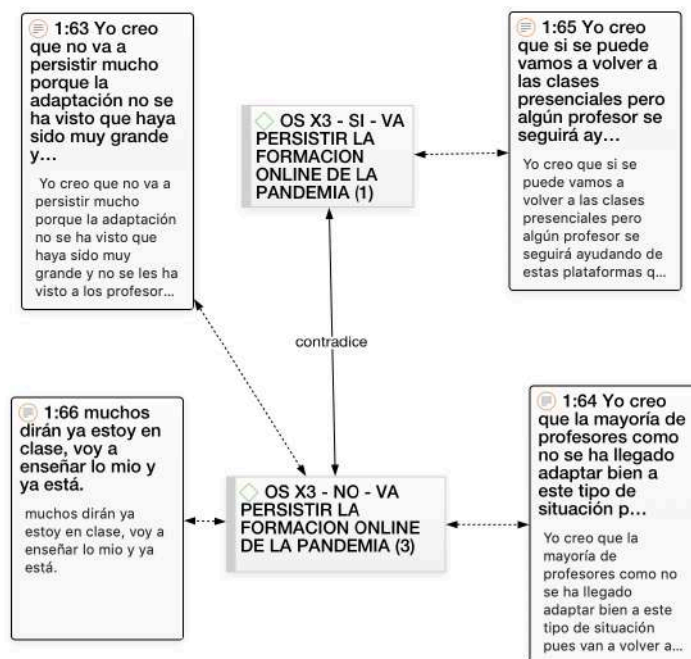 1:63 Yo creo
que no va a
persistir mucho
porque la
adaptación no se
ha visto que haya
sido muy grande
y...
Yo creo que no va a
persistir mucho
porque la adaptación
no se ha visto que
haya sido muy
grande y no se les ha
visto a los profesor...
1:65 Yo creo
que si se puede
vamos a volver a
las clases
presenciales pero
algún profesor se
seguirá ay...
Yo creo que si se
puede vamos a
volver a las clases
presenciales pero
algún profesor se
seguirá ayudando de
estas plataformas q...
OS X3 - SI - VA
PERSISTIR LA
FORMACION
ONLINE DE LA
PANDEMIA (1)
contradice
1:66 muchos
dirán ya estoy en
clase, voy a
enseñar lo mio y
ya está.
muchos dirán ya
estoy en clase, voy a
enseñar lo mio y ya
está.
OS X3 - NO - VA
PERSISTIR LA
FORMACION ONLINE
DE LA PANDEMIA (3)
1:64 Yo creo
que la mayoría de
profesores como
no se ha llegado
adaptar bien a
este tipo de
situación p...
Yo creo que la
mayoría de
profesores como no
se ha llegado
adaptar bien a este
tipo de situación
pues van a volver a...